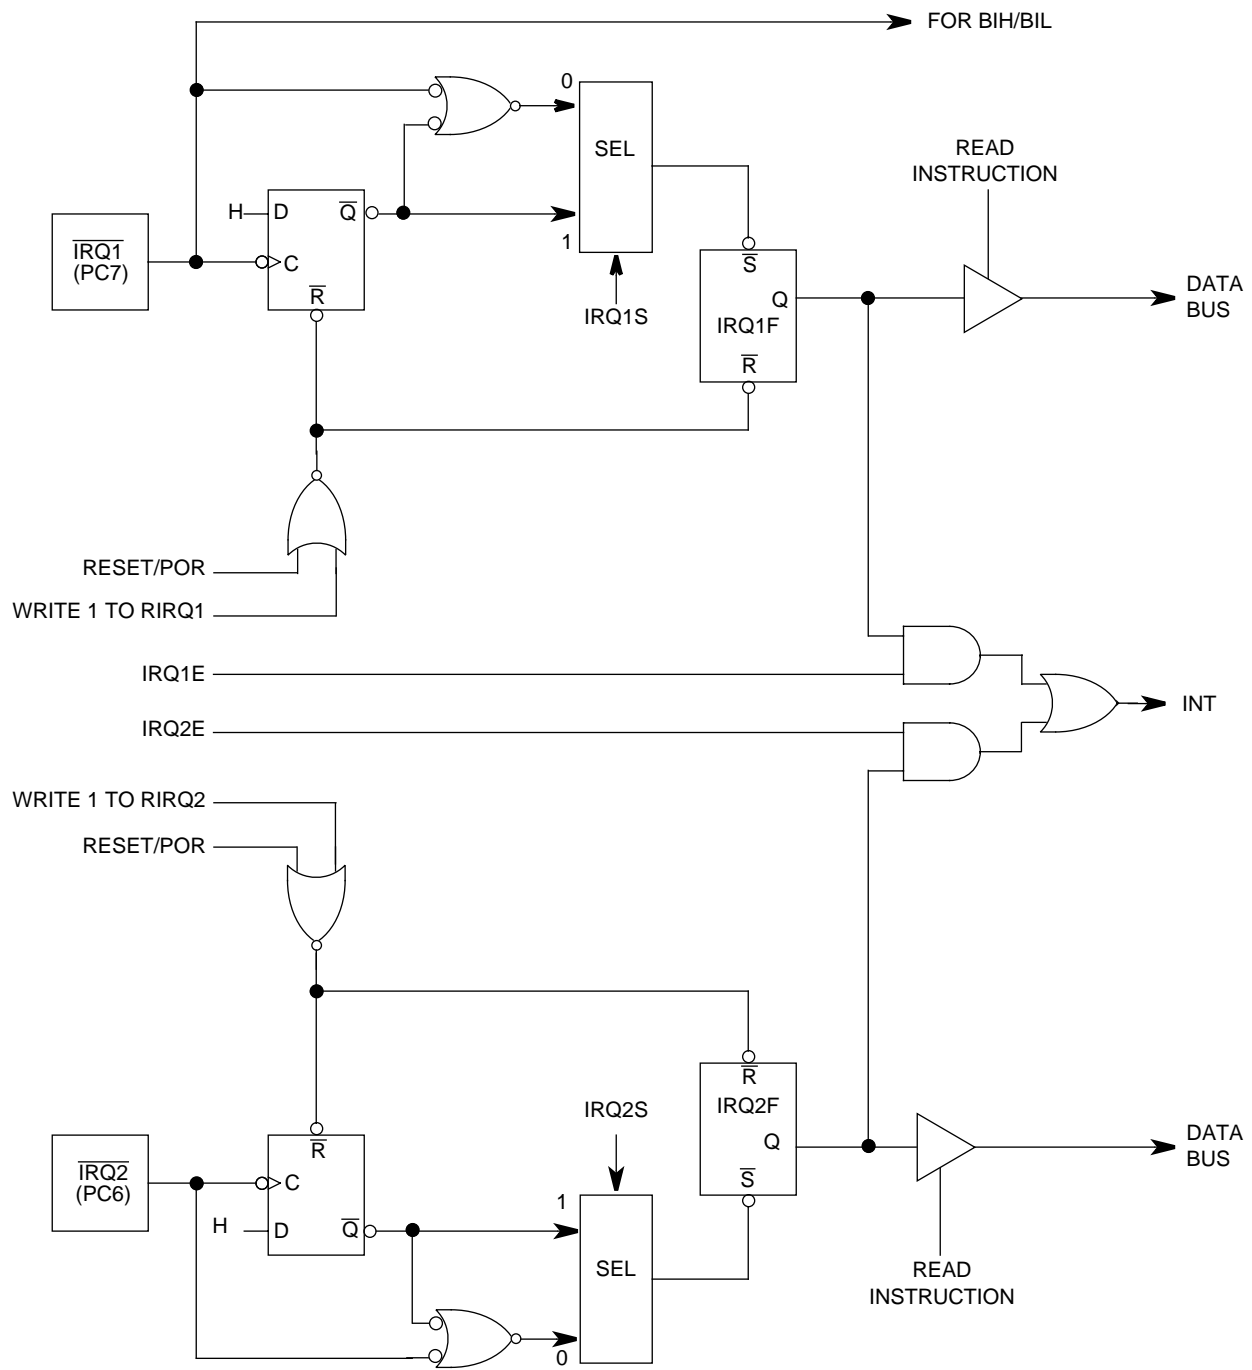 FOR BIH/BIL
0
SEL
READ
INSTRUCTION
H
D
Q̅
1
I̅R̅Q̅1̅
(PC7)
C
R̅
IRQ1S
S̅
Q
IRQ1F
R̅
DATA
BUS
RESET/POR
WRITE 1 TO RIRQ1
IRQ1E
INT
IRQ2E
WRITE 1 TO RIRQ2
RESET/POR
R̅
IRQ2F
Q
S̅
IRQ2S
DATA
BUS
I̅R̅Q̅2̅
(PC6)
R̅
C
H
D
Q̅
1
SEL
0
READ
INSTRUCTION